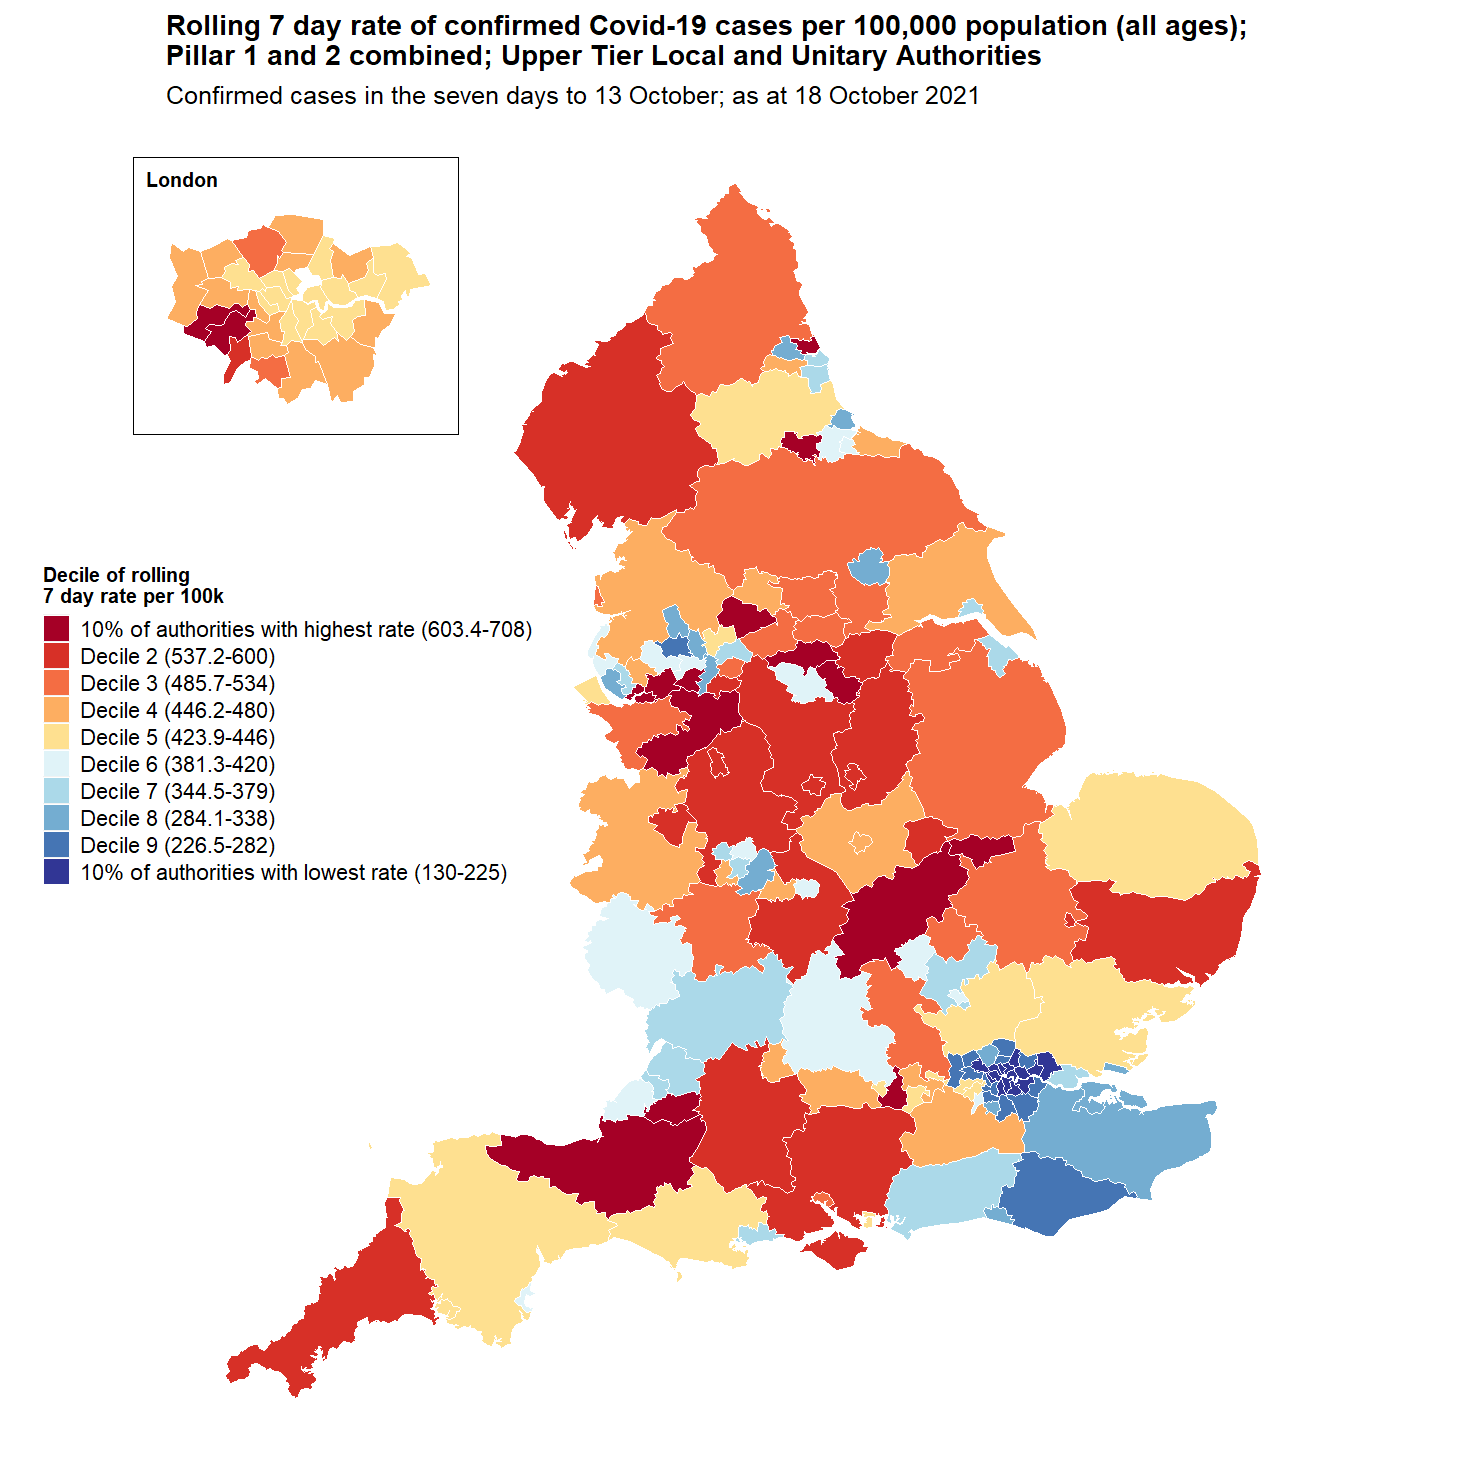 Rolling 7 day rate of confirmed Covid-19 cases per 100,000 population (all ages);
Pillar 1 and 2 combined; Upper Tier Local and Unitary Authorities
Confirmed cases in the seven days to 13 October; as at 18 October 2021
London
Decile of rolling
7 day rate per 100k
10% of authorities with highest rate (603.4-708)
Decile 2 (537.2-600)
Decile 3 (485.7-534)
Decile 4 (446.2-480)
Decile 5 (423.9-446)
Decile 6 (381.3-420)
Decile 7 (344.5-379)
Decile 8 (284.1-338)
Decile 9 (226.5-282)
10% of authorities with lowest rate (130-225)